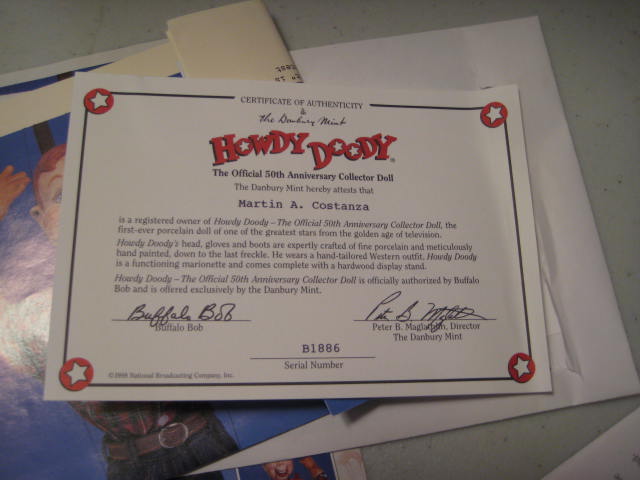 CERTIFICATE OF AUTHENTICITY
&
the Danbury Mint
HOWDY DOODY®
The Official 50th Anniversary Collector Doll
The Danbury Mint hereby attests that
Martin A. Costanza
is a registered owner of Howdy Doody – The Official 50th Anniversary Collector Doll, the
first-ever porcelain doll of one of the greatest stars from the golden age of television.
Howdy Doody's head, gloves and boots are expertly crafted of fine porcelain and meticulously
hand painted, down to the last freckle. He wears a hand-tailored Western outfit. Howdy Doody
is a functioning marionette and comes complete with a hardwood display stand.
Howdy Doody – The Official 50th Anniversary Collector Doll is officially authorized by Buffalo
Bob and is offered exclusively by the Danbury Mint.
Buffalo Bob
Buffalo Bob
Peter B. Maglathlin, Director
The Danbury Mint
B1886
Serial Number
National Broadcasting Company, Inc.